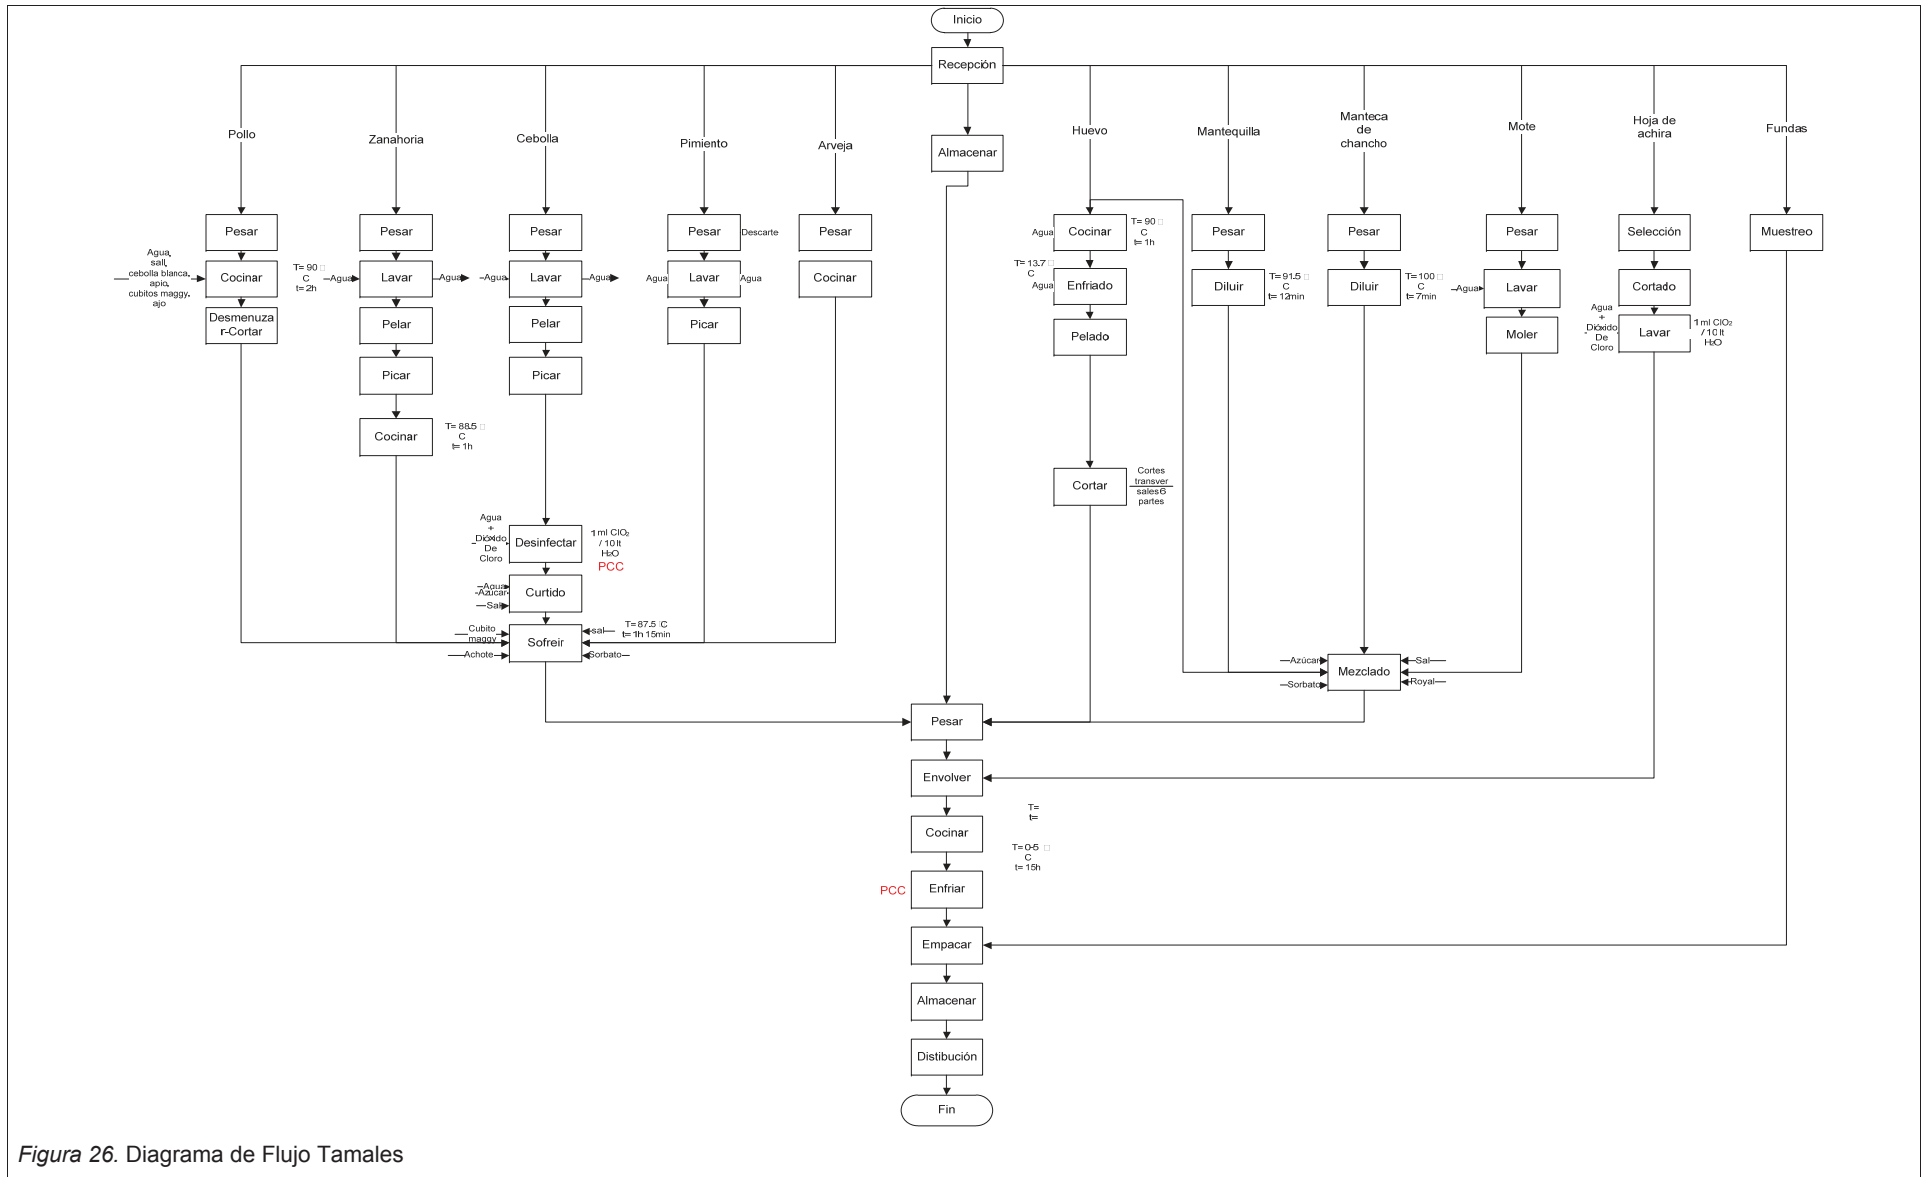 Inicio
Recepción
Pollo
Zanahoria
Cebolla
Pimiento
Arveja
Almacenar
Huevo
Mantequilla
Manteca
de
chancho
Mote
Hoja de
achira
Fundas
Pesar
Pesar
Pesar
Pesar
Descarte
Pesar
Agua
Cocinar
T= 90
C
t= 1h
Pesar
Pesar
Pesar
Selección
Muestreo
Agua,
sall,
cebolla blanca,
apio,
cubitos maggy,
ajo
Cocinar
T= 90
C
t= 2h
Agua
Lavar
Agua
Agua
Lavar
Agua
Agua
Lavar
Agua
Cocinar
T= 13.7
C
Agua
Enfriado
Diluir
T= 91.5
C
t= 12min
Diluir
T= 100
C
t= 7min
Agua
Lavar
Cortado
Desmenuza
r-Cortar
Pelar
Pelar
Picar
Pelado
Moler
Agua
+
Dióxido
De
Cloro
Lavar
1 ml ClO2
/ 10 lt
H2O
Picar
Picar
Cocinar
T= 88.5
C
t= 1h
Cortar
Cortes
transver
sales6
partes
Agua
+
Dióxido
De
Cloro
Desinfectar
1 ml ClO2
/ 10 lt
H2O
PCC
Agua
Azúcar
Sal
Curtido
Cubito
maggy
Achote
Sofreir
sal
Sorbato
T= 87.5 C
t= 1h 15min
Azúcar
Sorbato
Mezclado
Sal
Royal
Pesar
Envolver
T=
t=
Cocinar
T= 0-5
C
t= 15h
PCC
Enfriar
Empacar
Almacenar
Distibución
Fin
Figura 26. Diagrama de Flujo Tamales